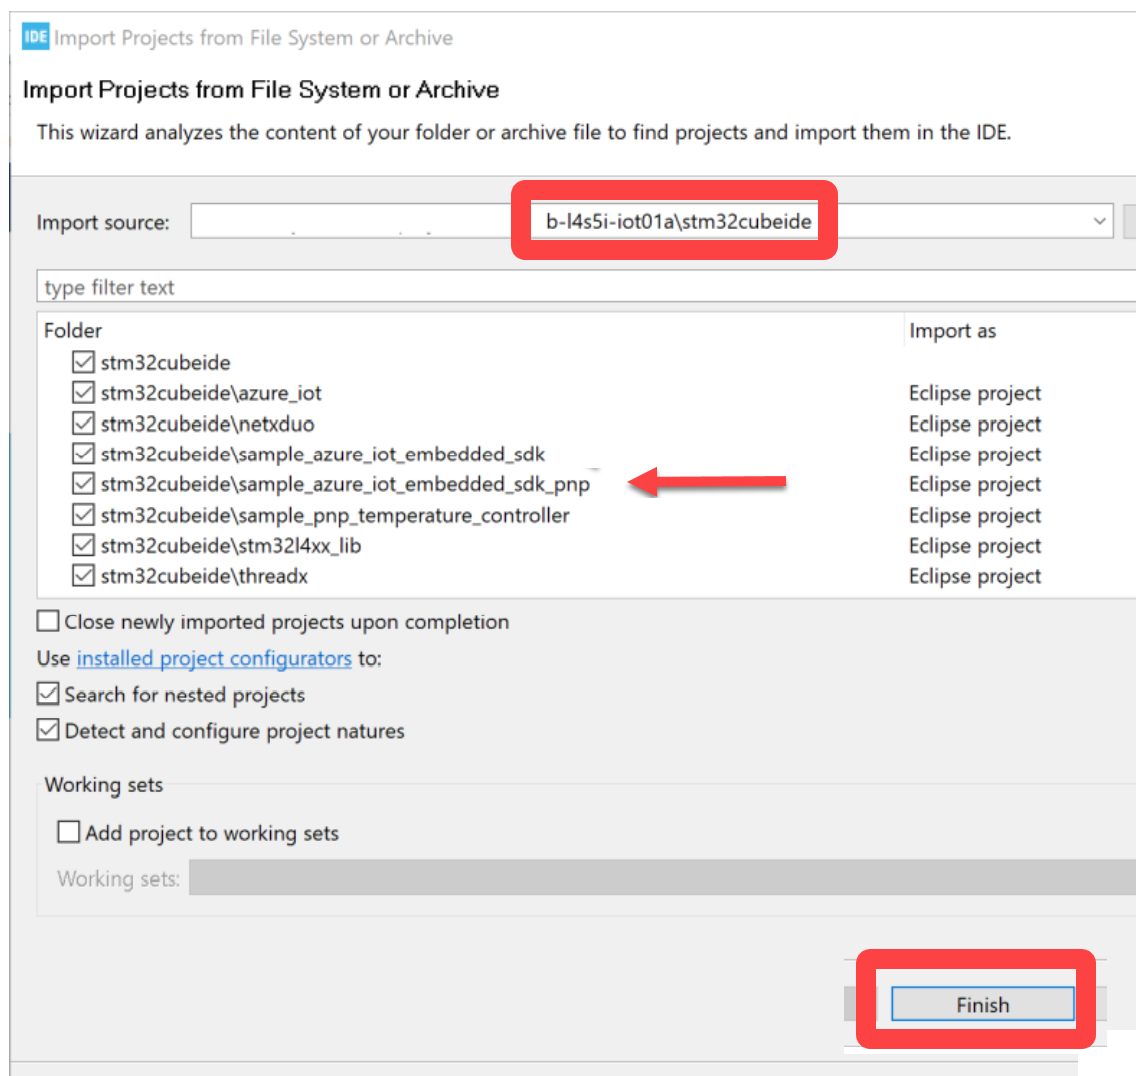 IDE Import Projects from File System or Archive
Import Projects from File System or Archive
This wizard analyzes the content of your folder or archive file to find projects and import them in the IDE.
Import source: b-l4s5i-iot01a\stm32cubeide
type filter text
Folder Import as
stm32cubeide
stm32cubeide\azure_iot Eclipse project
stm32cubeide\netxduo Eclipse project
stm32cubeide\sample_azure_iot_embedded_sdk Eclipse project
stm32cubeide\sample_azure_iot_embedded_sdk_pnp Eclipse project
stm32cubeide\sample_pnp_temperature_controller Eclipse project
stm32cubeide\stm32l4xx_lib Eclipse project
stm32cubeide\threadx Eclipse project
Close newly imported projects upon completion
Use installed project configurators to:
Search for nested projects
Detect and configure project natures
Working sets
Add project to working sets
Working sets:
Finish